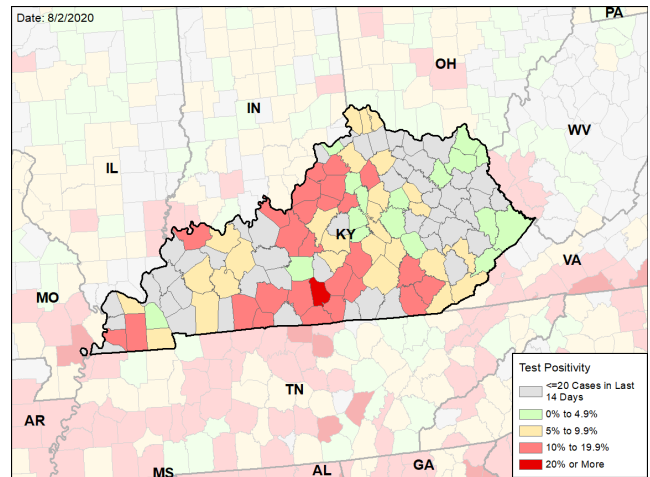 Date: 8/2/2020
PA
OH
IN
WV
IL
KY
VA
MO
TN
AR
MS
AL
GA
Test Positivity
<=20 Cases in Last
14 Days
0% to 4.9%
5% to 9.9%
10% to 19.9%
20% or More